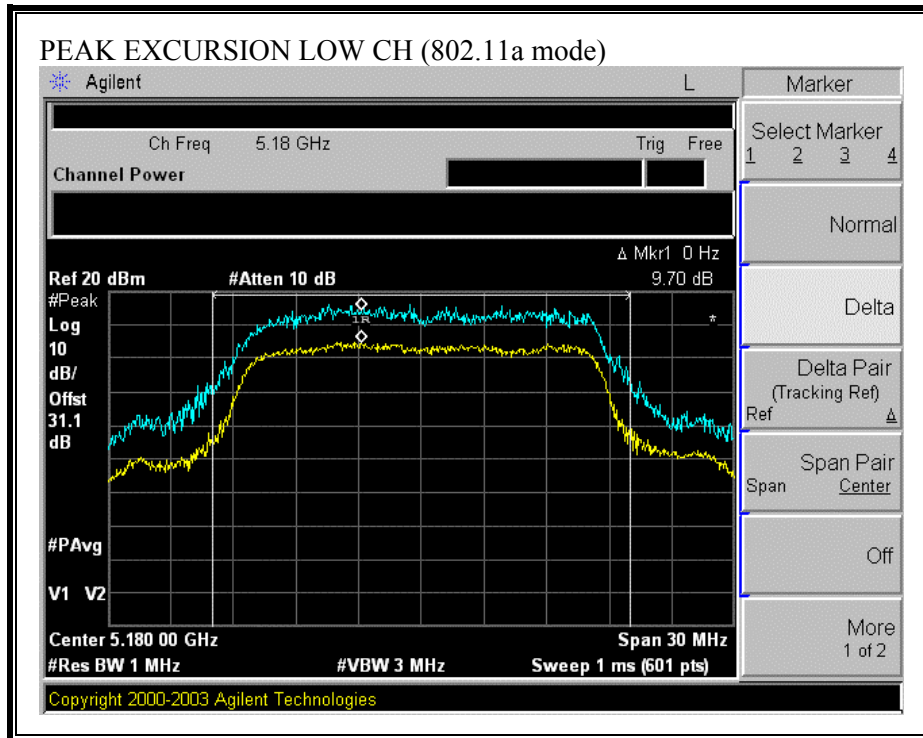 PEAK EXCURSION LOW CH (802.11a mode)
Agilent L
Ch Freq 5.18 GHz Trig Free
Channel Power
Δ Mkr1 0 Hz
9.70 dB
Ref 20 dBm #Atten 10 dB
#Peak
Log
10
dB/
Offst
31.1
dB
1R
*
#PAvg
V1 V2
Center 5.180 00 GHz Span 30 MHz
#Res BW 1 MHz #VBW 3 MHz Sweep 1 ms (601 pts)
Copyright 2000-2003 Agilent Technologies
Marker
Select Marker
1 2 3 4
Normal
Delta
Delta Pair
(Tracking Ref)
Ref Δ
Span Pair
Span Center
Off
More
1 of 2